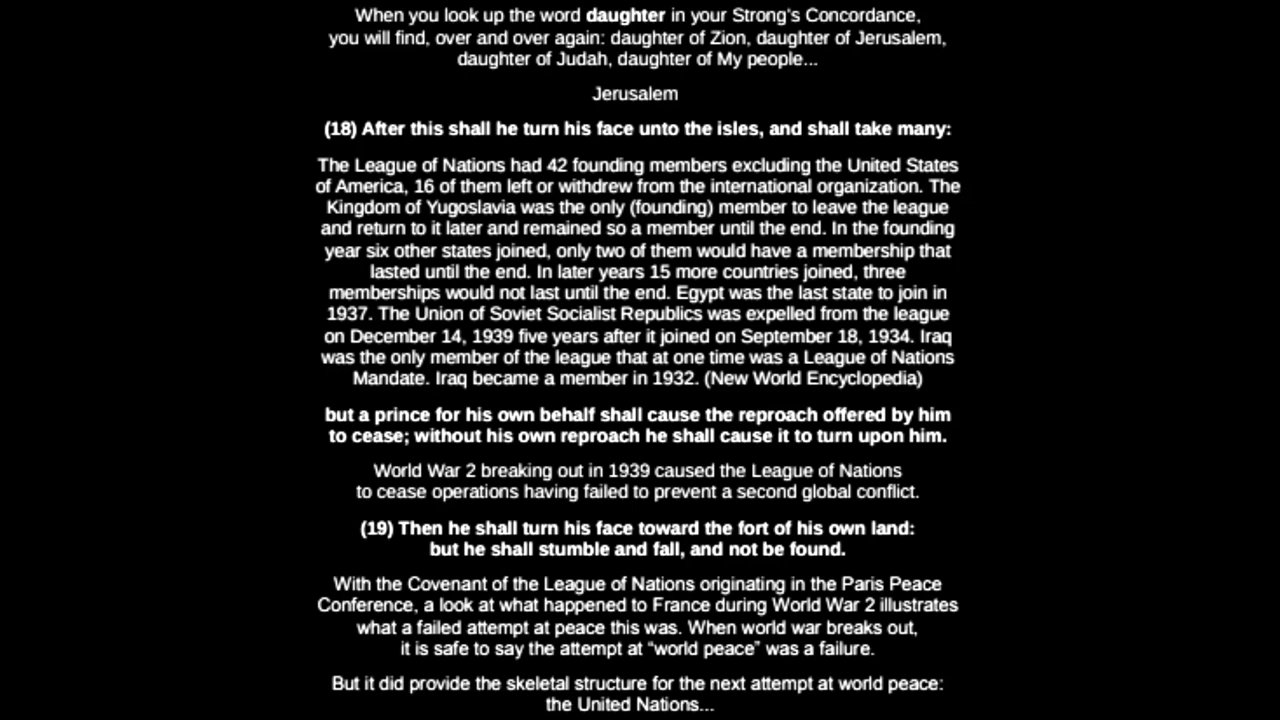 When you look up the word daughter in your Strong's Concordance,
you will find, over and over again: daughter of Zion, daughter of Jerusalem,
daughter of Judah, daughter of My people...
Jerusalem
(18) After this shall he turn his face unto the isles, and shall take many:
The League of Nations had 42 founding members excluding the United States
of America, 16 of them left or withdrew from the international organization. The
Kingdom of Yugoslavia was the only (founding) member to leave the league
and return to it later and remained so a member until the end. In the founding
year six other states joined, only two of them would have a membership that
lasted until the end. In later years 15 more countries joined, three
memberships would not last until the end. Egypt was the last state to join in
1937. The Union of Soviet Socialist Republics was expelled from the league
on December 14, 1939 five years after it joined on September 18, 1934. Iraq
was the only member of the league that at one time was a League of Nations
Mandate. Iraq became a member in 1932. (New World Encyclopedia)
but a prince for his own behalf shall cause the reproach offered by him
to cease; without his own reproach he shall cause it to turn upon him.
World War 2 breaking out in 1939 caused the League of Nations
to cease operations having failed to prevent a second global conflict.
(19) Then he shall turn his face toward the fort of his own land:
but he shall stumble and fall, and not be found.
With the Covenant of the League of Nations originating in the Paris Peace
Conference, a look at what happened to France during World War 2 illustrates
what a failed attempt at peace this was. When world war breaks out,
it is safe to say the attempt at “world peace” was a failure.
But it did provide the skeletal structure for the next attempt at world peace:
the United Nations...